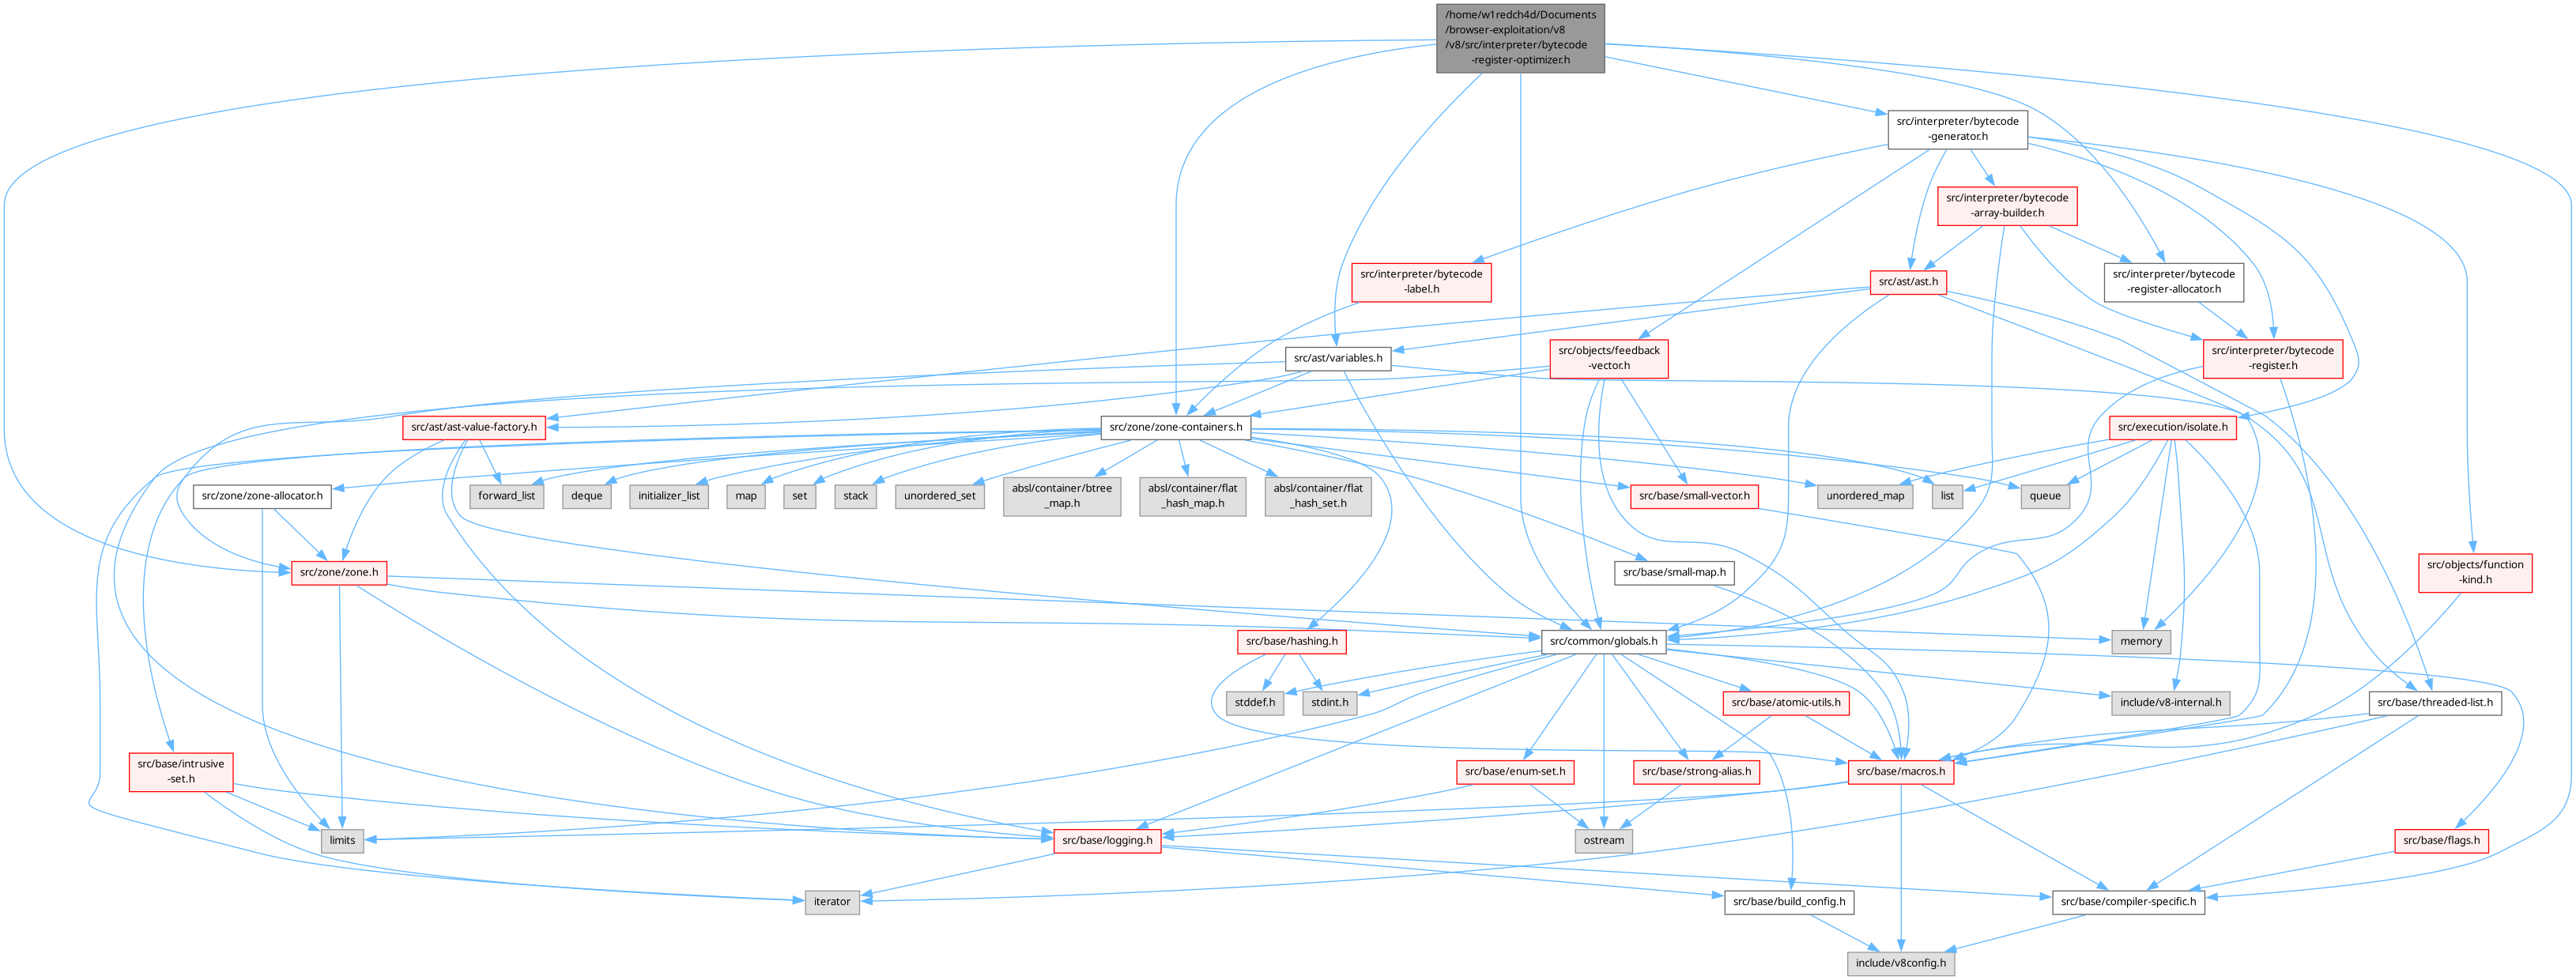 /home/w1redch4d/Documents
/browser-exploitation/v8
/v8/src/interpreter/bytecode
-register-optimizer.h
src/interpreter/bytecode
-generator.h
src/interpreter/bytecode
-array-builder.h
src/interpreter/bytecode
-label.h
src/ast/ast.h
src/interpreter/bytecode
-register-allocator.h
src/ast/variables.h
src/objects/feedback
-vector.h
src/interpreter/bytecode
-register.h
src/ast/ast-value-factory.h
src/zone/zone-containers.h
src/execution/isolate.h
src/zone/zone-allocator.h
forward_list
deque
initializer_list
map
set
stack
unordered_set
absl/container/btree
_map.h
absl/container/flat
_hash_map.h
absl/container/flat
_hash_set.h
src/base/small-vector.h
unordered_map
list
queue
src/zone/zone.h
src/base/small-map.h
src/objects/function
-kind.h
src/base/hashing.h
src/common/globals.h
memory
stddef.h
stdint.h
src/base/atomic-utils.h
include/v8-internal.h
src/base/threaded-list.h
src/base/intrusive
-set.h
src/base/enum-set.h
src/base/strong-alias.h
src/base/macros.h
limits
src/base/logging.h
ostream
src/base/flags.h
iterator
src/base/build_config.h
src/base/compiler-specific.h
include/v8config.h